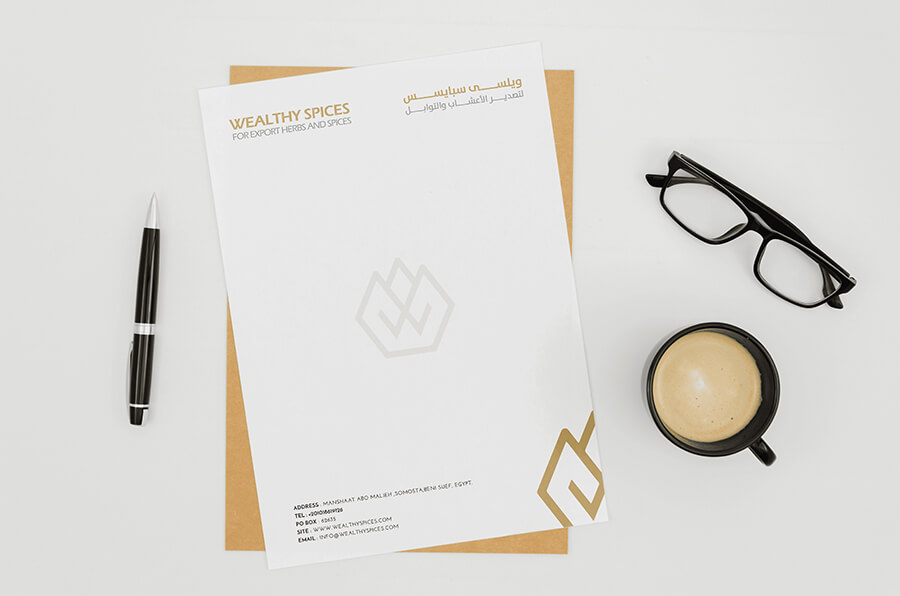 WEALTHY SPICES
FOR EXPORT HERBS AND SPICES
ويلسى سبايسس
لتصدير الأعشاب والتوابل
ADDRESS : MANSHAAT ABD MALIEH ,SOMOSTA,BENI SUEF, EGYPT.
TEL : +201018619126
PO BOX : 62635
SITE : WWW.WEALTHYSPICES.COM
EMAIL : INFO@WEALTHYSPICES.COM